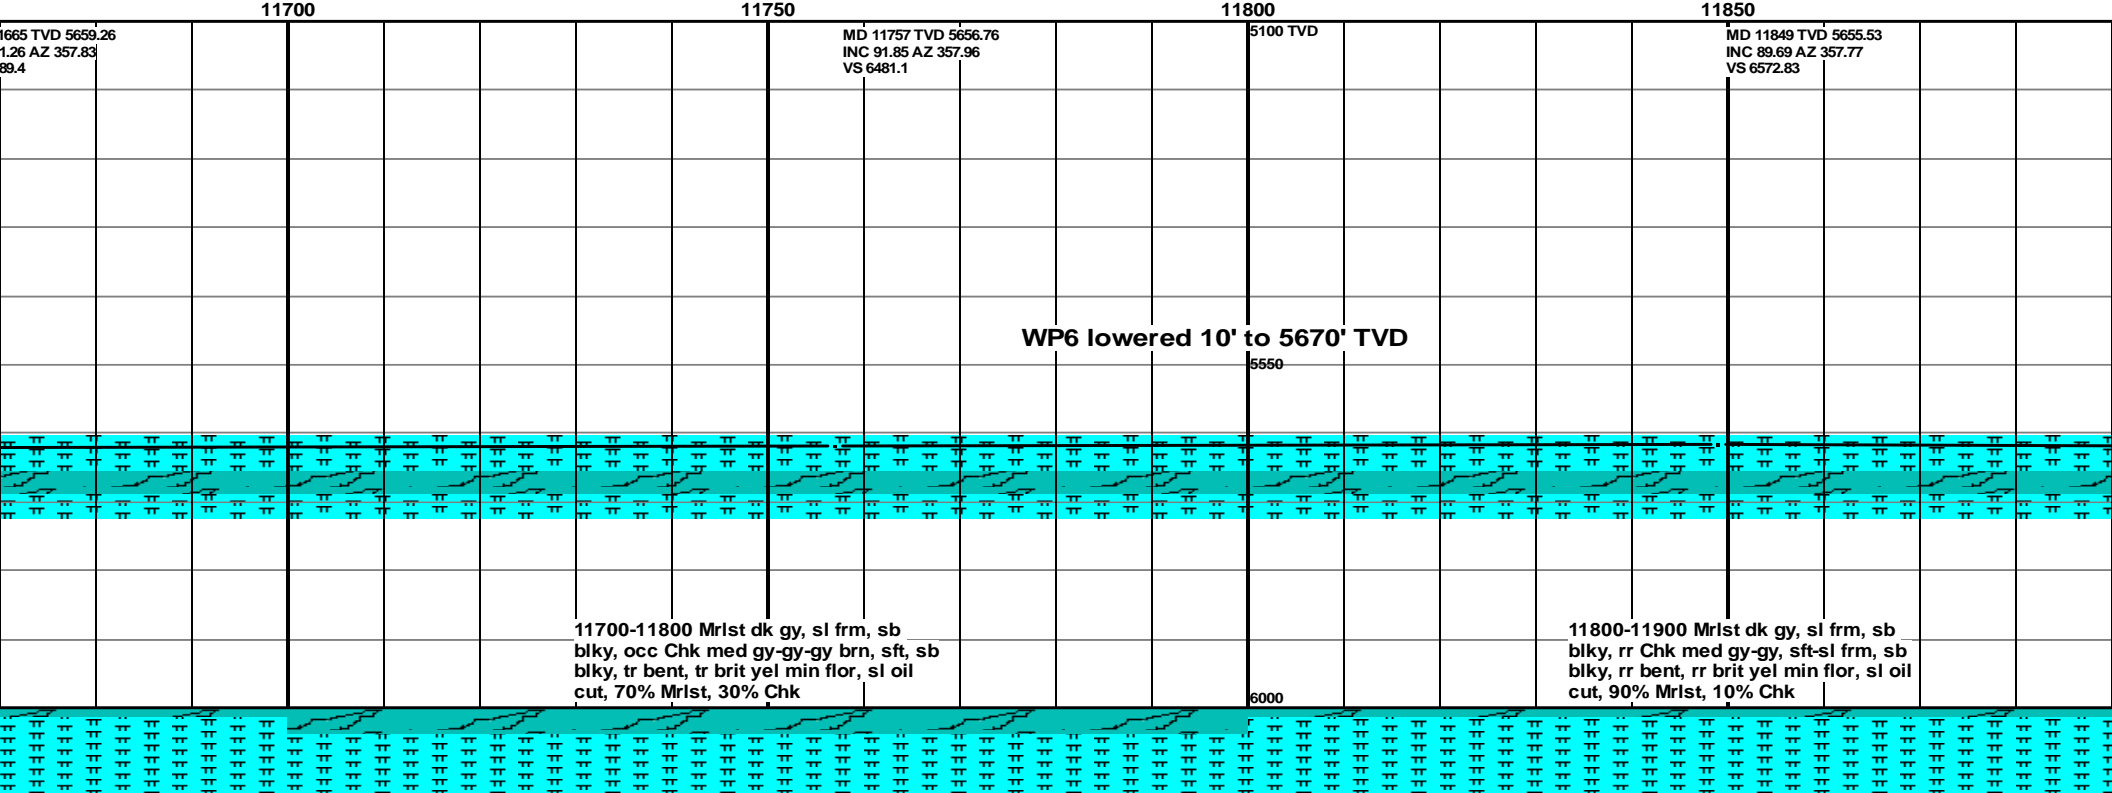 11700
11750
11800
11850
1665 TVD 5659.26
1.26 AZ 357.83
89.4
MD 11757 TVD 5656.76
INC 91.85 AZ 357.96
VS 6481.1
5100 TVD
MD 11849 TVD 5655.53
INC 89.69 AZ 357.77
VS 6572.83
WP6 lowered 10' to 5670' TVD
5550
11700-11800 Mrlst dk gy, sl frm, sb
blky, occ Chk med gy-gy-gy brn, sft, sb
blky, tr bent, tr brit yel min flor, sl oil
cut, 70% Mrlst, 30% Chk
11800-11900 Mrlst dk gy, sl frm, sb
blky, rr Chk med gy-gy, sft-sl frm, sb
blky, rr bent, rr brit yel min flor, sl oil
cut, 90% Mrlst, 10% Chk
6000